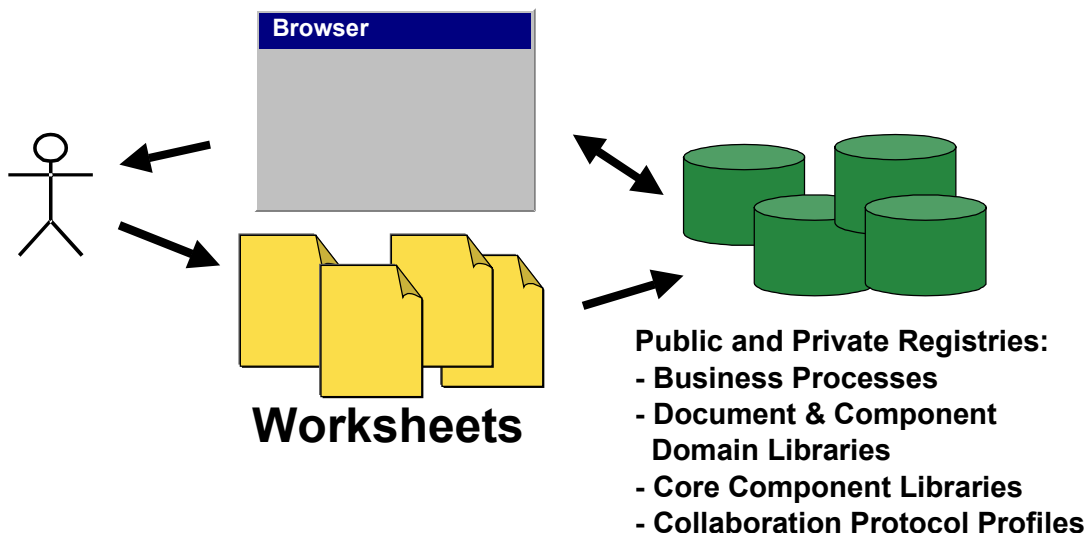 Browser
Worksheets
Public and Private Registries:
- Business Processes
- Document & Component
Domain Libraries
- Core Component Libraries
- Collaboration Protocol Profiles